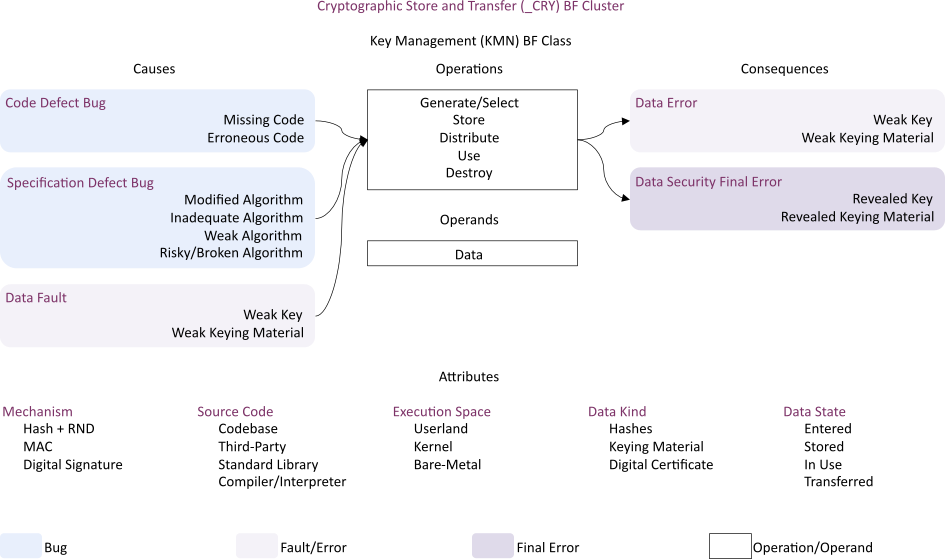 Cryptographic Store and Transfer (_CRY) BF Cluster
Key Management (KMN) BF Class
Causes
Operations
Consequences
Code Defect Bug
Missing Code
Erroneous Code
Specification Defect Bug
Modified Algorithm
Inadequate Algorithm
Weak Algorithm
Risky/Broken Algorithm
Data Fault
Weak Key
Weak Keying Material
Generate/Select
Store
Distribute
Use
Destroy
Operands
Data
Data Error
Weak Key
Weak Keying Material
Data Security Final Error
Revealed Key
Revealed Keying Material
Attributes
Mechanism
Hash + RND
MAC
Digital Signature
Source Code
Codebase
Third-Party
Standard Library
Compiler/Interpreter
Execution Space
Userland
Kernel
Bare-Metal
Data Kind
Hashes
Keying Material
Digital Certificate
Data State
Entered
Stored
In Use
Transferred
Bug
Fault/Error
Final Error
Operation/Operand